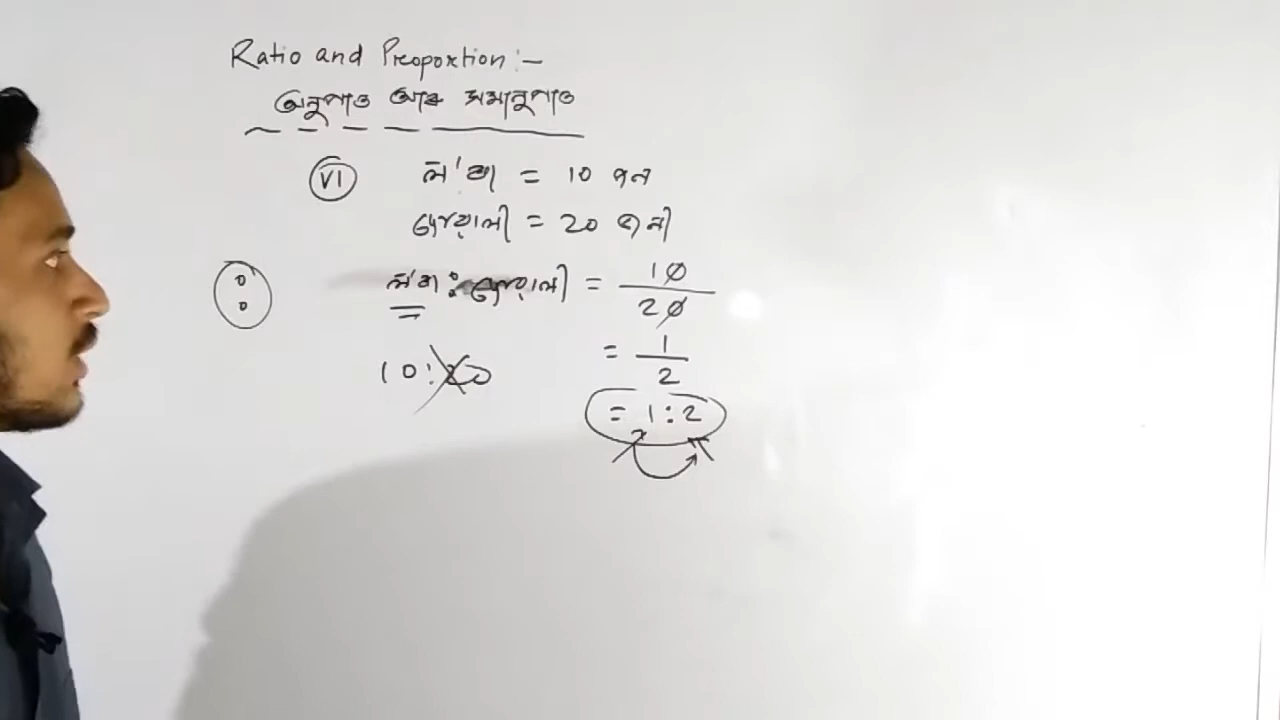 Ratio and Proportion :-
অনুপাত আৰু সমানুপাত
VI ল'ৰা = 10 জন
ছোৱালী = 20 জনী
: ল'ৰা : ছোৱালী = 10/20
10 : 20 = 1/2
= 1 : 2